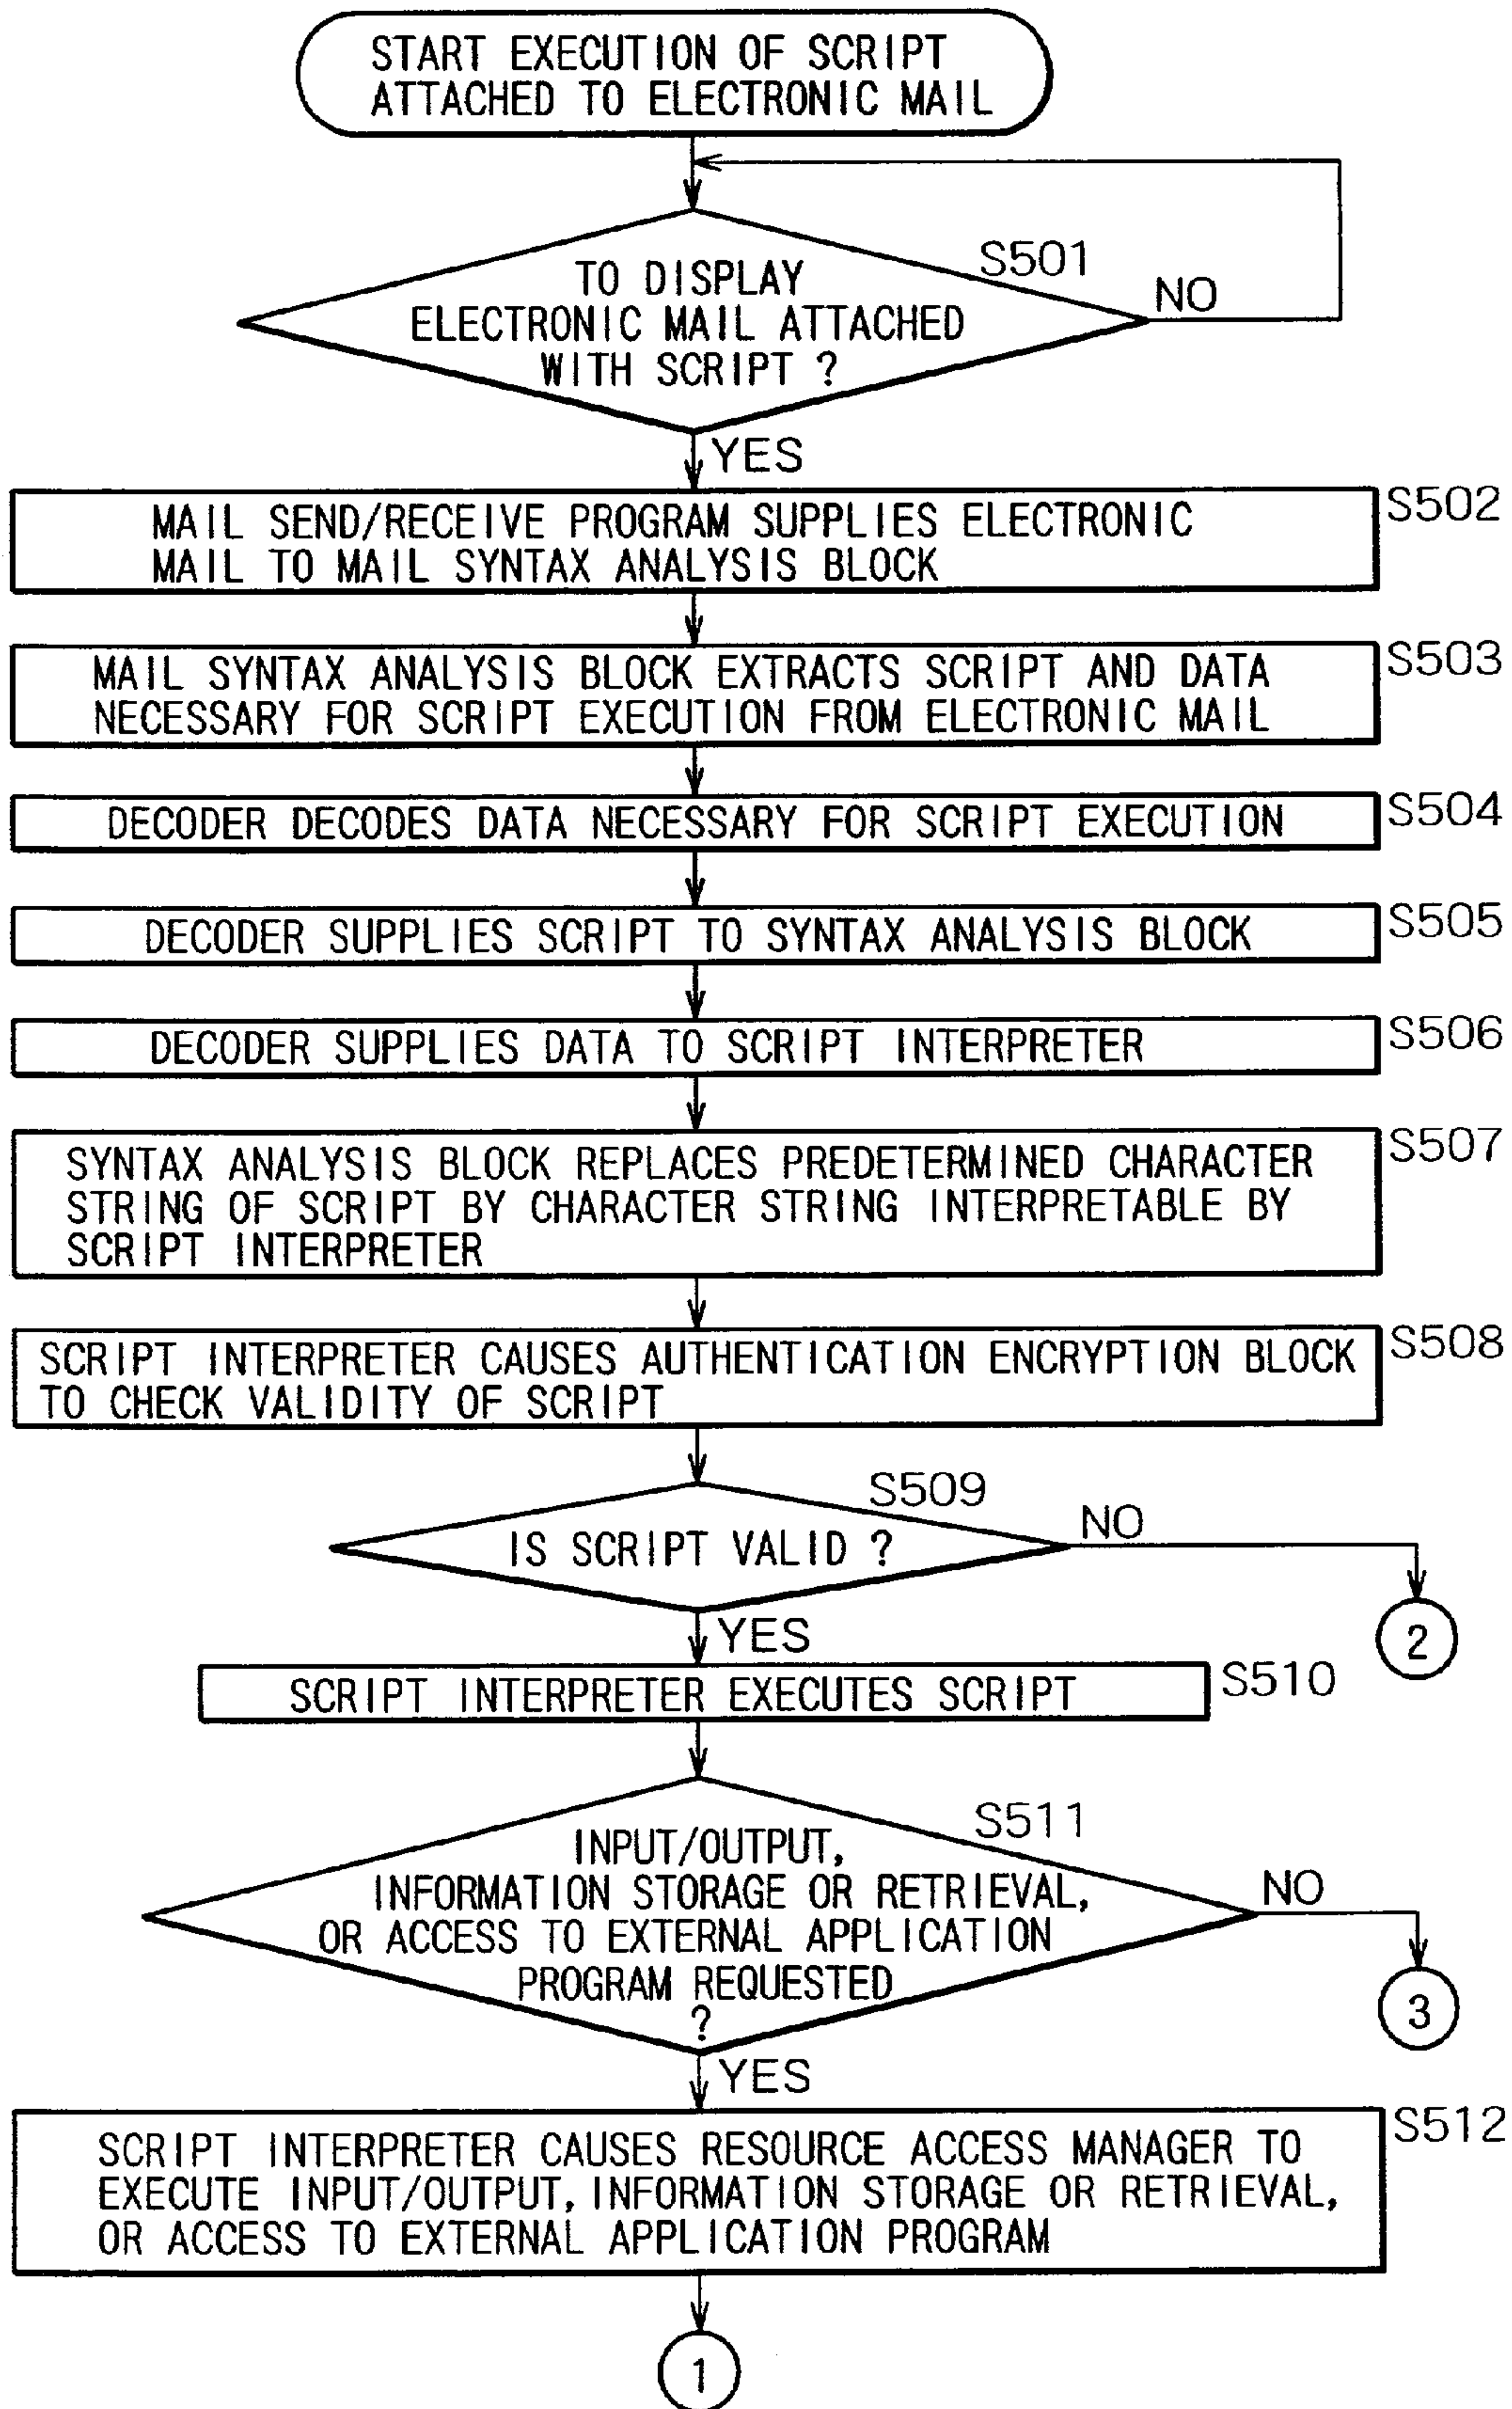 START EXECUTION OF SCRIPT
ATTACHED TO ELECTRONIC MAIL
S501
TO DISPLAY
ELECTRONIC MAIL ATTACHED
WITH SCRIPT ?
NO
YES
S502
MAIL SEND/RECEIVE PROGRAM SUPPLIES ELECTRONIC
MAIL TO MAIL SYNTAX ANALYSIS BLOCK
S503
MAIL SYNTAX ANALYSIS BLOCK EXTRACTS SCRIPT AND DATA
NECESSARY FOR SCRIPT EXECUTION FROM ELECTRONIC MAIL
S504
DECODER DECODES DATA NECESSARY FOR SCRIPT EXECUTION
S505
DECODER SUPPLIES SCRIPT TO SYNTAX ANALYSIS BLOCK
S506
DECODER SUPPLIES DATA TO SCRIPT INTERPRETER
S507
SYNTAX ANALYSIS BLOCK REPLACES PREDETERMINED CHARACTER
STRING OF SCRIPT BY CHARACTER STRING INTERPRETABLE BY
SCRIPT INTERPRETER
S508
SCRIPT INTERPRETER CAUSES AUTHENTICATION ENCRYPTION BLOCK
TO CHECK VALIDITY OF SCRIPT
S509
IS SCRIPT VALID ?
NO
2
YES
S510
SCRIPT INTERPRETER EXECUTES SCRIPT
S511
INPUT/OUTPUT,
INFORMATION STORAGE OR RETRIEVAL,
OR ACCESS TO EXTERNAL APPLICATION
PROGRAM REQUESTED
?
NO
3
YES
S512
SCRIPT INTERPRETER CAUSES RESOURCE ACCESS MANAGER TO
EXECUTE INPUT/OUTPUT, INFORMATION STORAGE OR RETRIEVAL,
OR ACCESS TO EXTERNAL APPLICATION PROGRAM
1